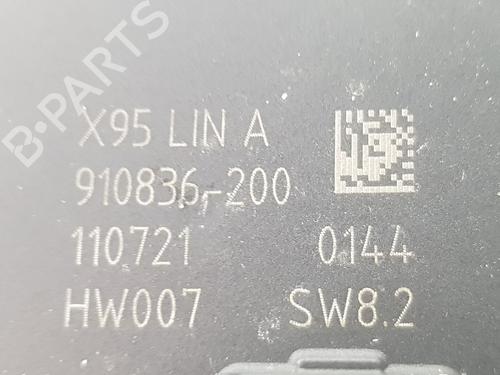 X95 LIN A
910836-200
110721 0144
HW007 SW8.2
B-PARTS